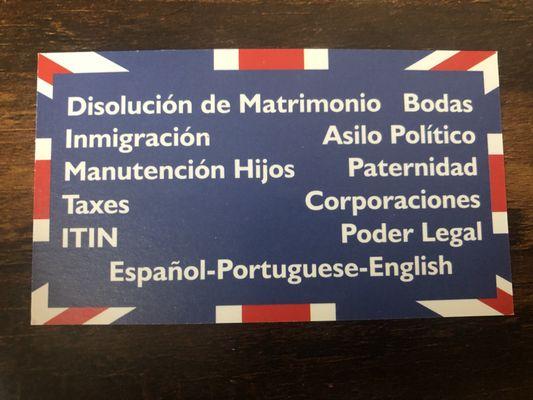 Disolución de Matrimonio Bodas
Inmigración Asilo Político
Manutención Hijos Paternidad
Taxes Corporaciones
ITIN Poder Legal
Español-Portuguese-English